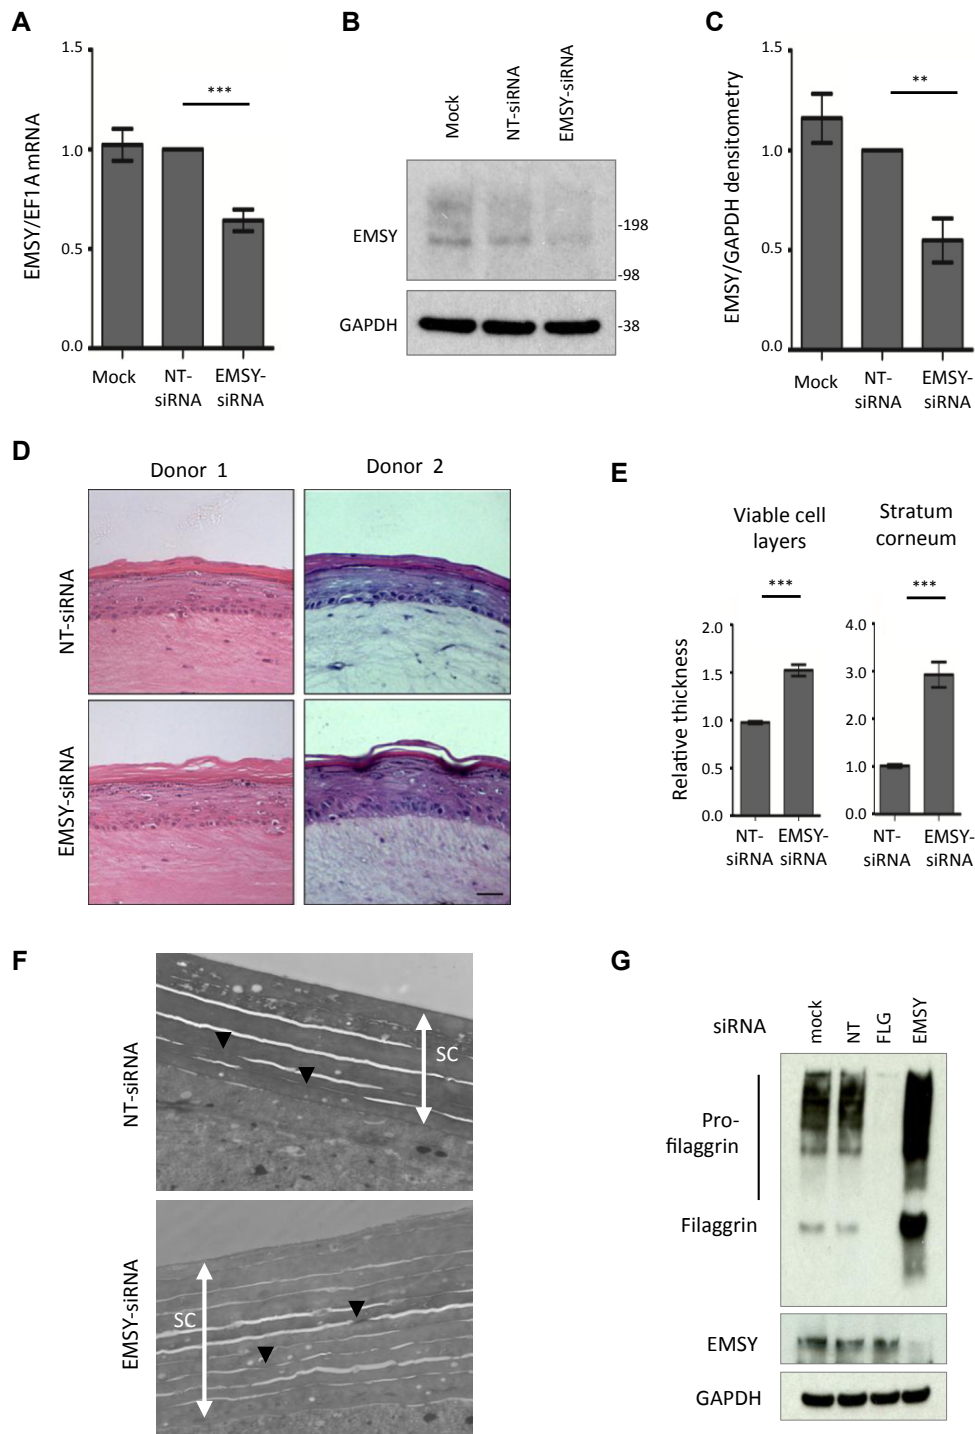 A
1.5
1.0
0.5
0.0
EMSY/EF1A mRNA
***
Mock
NT-
siRNA
EMSY-
siRNA
B
Mock
NT-siRNA
EMSY-siRNA
EMSY
-198
-98
GAPDH
-38
C
1.5
1.0
0.5
0.0
EMSY/GAPDH densitometry
**
Mock
NT-
siRNA
EMSY-
siRNA
D
Donor 1
Donor 2
NT-siRNA
EMSY-siRNA
E
Viable cell
layers
Stratum
corneum
***
***
Relative thickness
2.0
1.5
1.0
0.5
0.0
NT-
siRNA
EMSY-
siRNA
4.0
3.0
2.0
1.0
0.0
NT-
siRNA
EMSY-
siRNA
F
NT-siRNA
SC
EMSY-siRNA
SC
G
siRNA
mock
NT
FLG
EMSY
Pro-
filaggrin
Filaggrin
EMSY
GAPDH